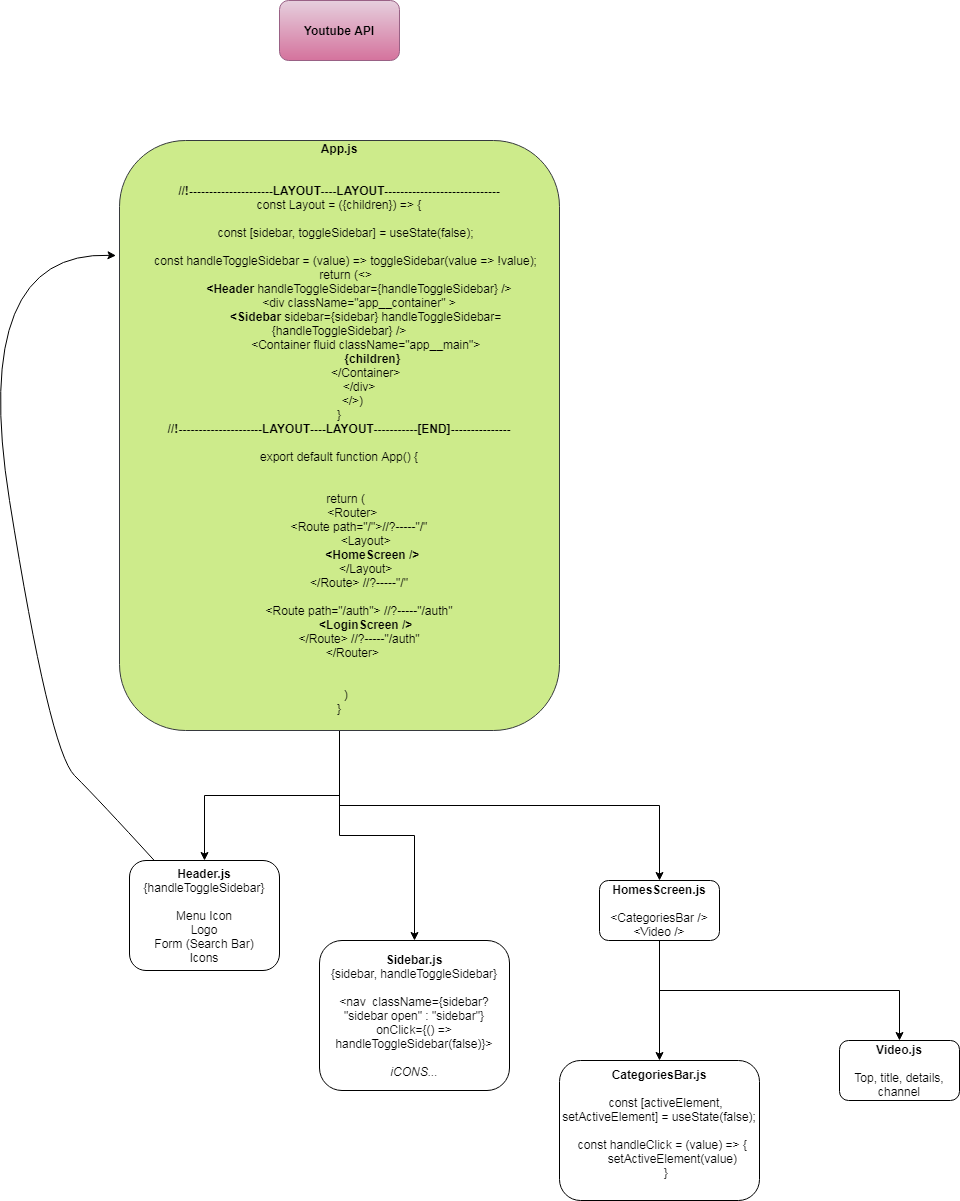 Youtube API
App.js
//!---------------------LAYOUT----LAYOUT-----------------------------
const Layout = ({children}) => {
const [sidebar, toggleSidebar] = useState(false);
const handleToggleSidebar = (value) => toggleSidebar(value => !value);
return (<>
<Header handleToggleSidebar={handleToggleSidebar} />
<div className="app__container" >
<Sidebar sidebar={sidebar} handleToggleSidebar=
{handleToggleSidebar} />
<Container fluid className="app__main">
{children}
</Container>
</div>
</>)
}
//!---------------------LAYOUT----LAYOUT-----------[END]---------------
export default function App() {
return (
<Router>
<Route path="/">//?-----"/"
<Layout>
<HomeScreen />
</Layout>
</Route> //?-----"/"
<Route path="/auth"> //?-----"/auth"
<LoginScreen />
</Route> //?-----"/auth"
</Router>
)
}
Header.js
{handleToggleSidebar}
Menu Icon
Logo
Form (Search Bar)
Icons
Sidebar.js
{sidebar, handleToggleSidebar}
<nav className={sidebar?
"sidebar open" : "sidebar"}
onClick={() =>
handleToggleSidebar(false)}>
iCONS...
HomesScreen.js
<CategoriesBar />
<Video />
CategoriesBar.js
const [activeElement,
setActiveElement] = useState(false);
const handleClick = (value) => {
setActiveElement(value)
}
Video.js
Top, title, details,
channel